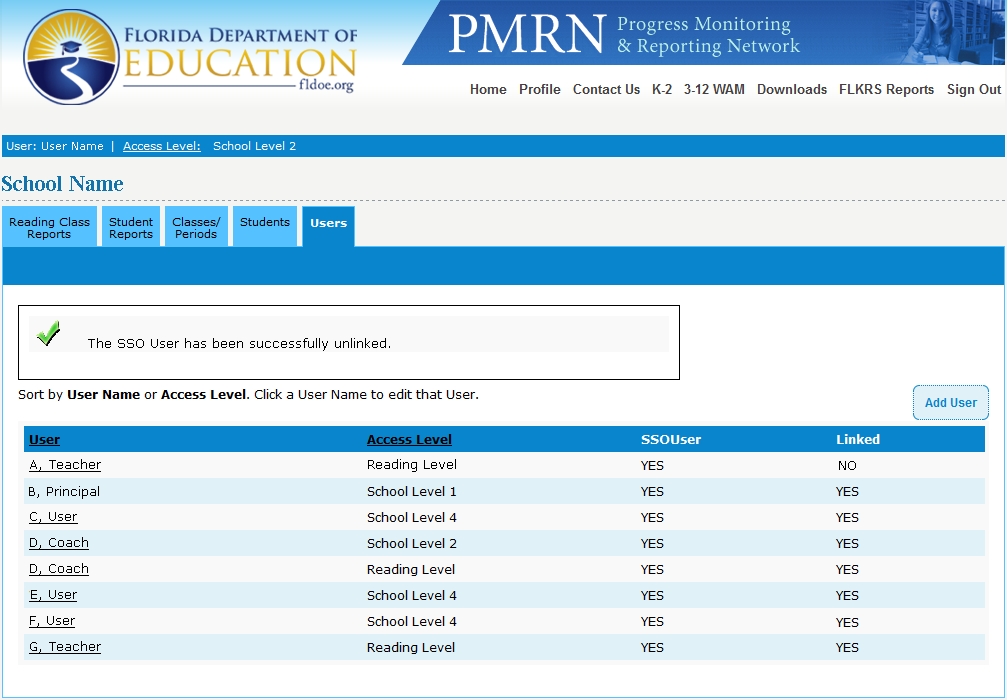 FLORIDA DEPARTMENT OF
EDUCATION
fldoe.org
PMRN Progress Monitoring
& Reporting Network
Home Profile Contact Us K-2 3-12 WAM Downloads FLKRS Reports Sign Out
User: User Name | Access Level: School Level 2
School Name
Reading Class Reports
Student Reports
Classes/ Periods
Students
Users
The SSO User has been successfully unlinked.
Sort by User Name or Access Level. Click a User Name to edit that User.
Add User
User Access Level SSOUser Linked
A, Teacher Reading Level YES NO
B, Principal School Level 1 YES YES
C, User School Level 4 YES YES
D, Coach School Level 2 YES YES
D, Coach Reading Level YES YES
E, User School Level 4 YES YES
F, User School Level 4 YES YES
G, Teacher Reading Level YES YES